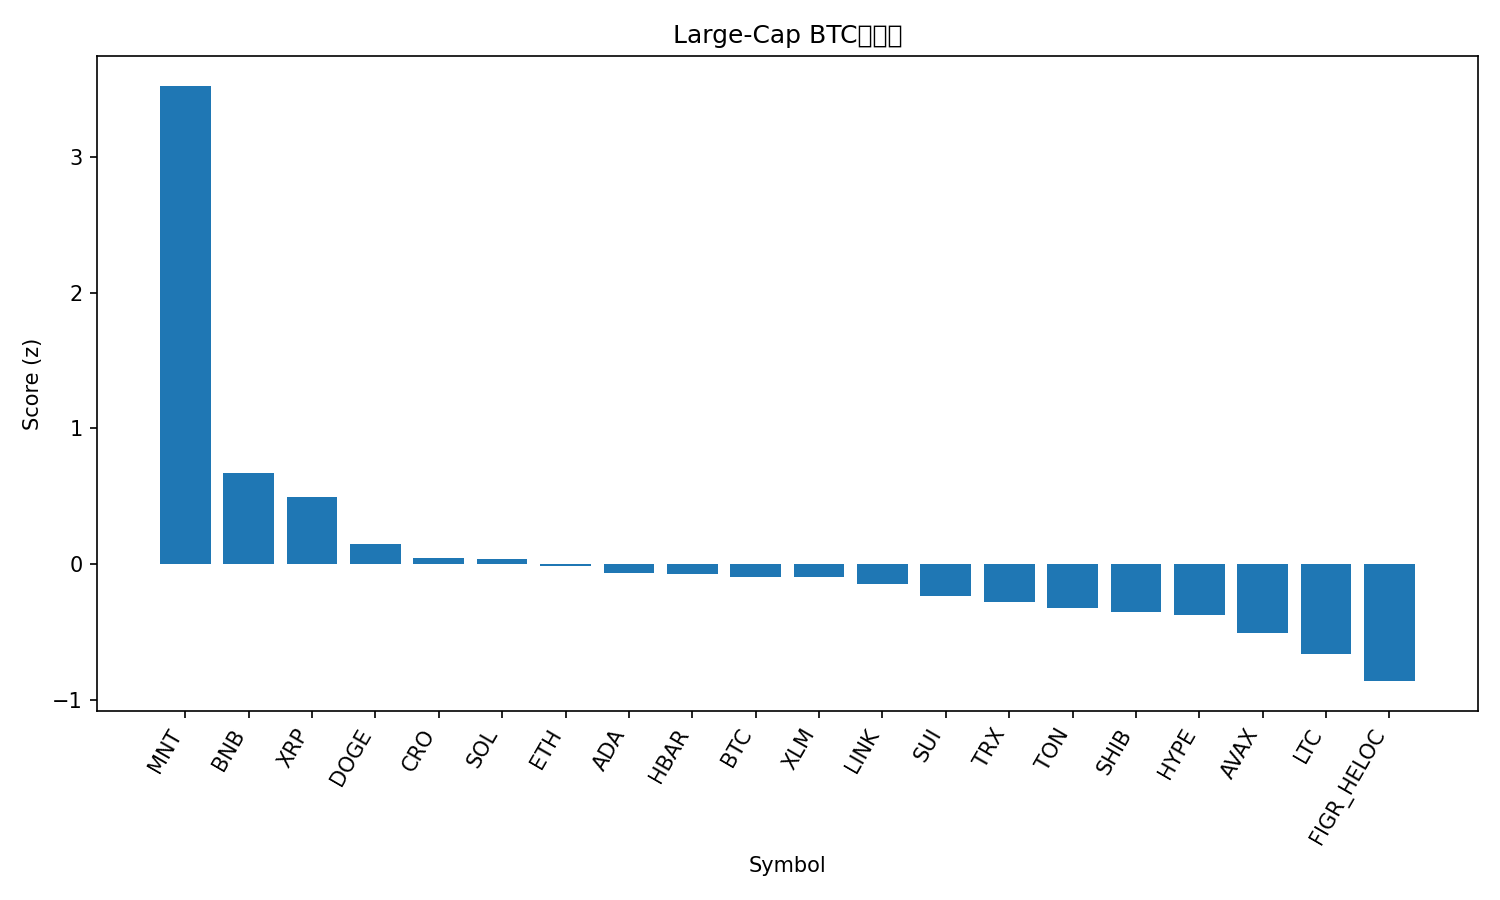 Large-Cap BTC
Score (z)
3
2
1
0
−1
MNT
BNB
XRP
DOGE
CRO
SOL
ETH
ADA
HBAR
BTC
XLM
LINK
SUI
TRX
TON
SHIB
HYPE
AVAX
LTC
FIGR_HELOC
Symbol